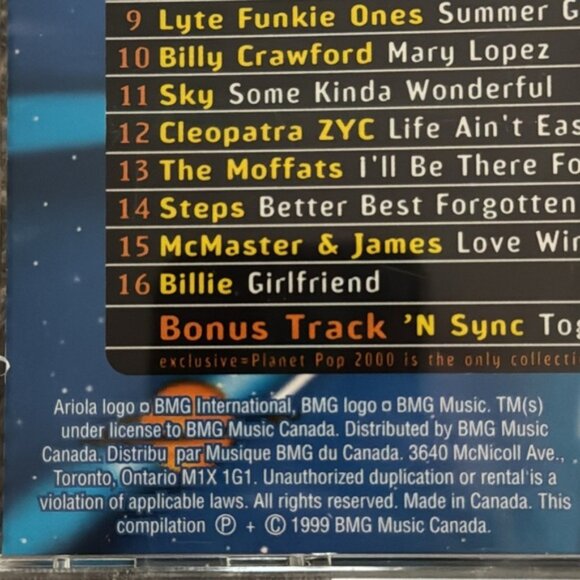 9 Lyte Funkie Ones Summer G
10 Billy Crawford Mary Lopez
11 Sky Some Kinda Wonderful
12 Cleopatra ZYC Life Ain't Eas
13 The Moffats I'll Be There Fo
14 Steps Better Best Forgotten
15 McMaster & James Love Win
16 Billie Girlfriend
Bonus Track 'N Sync Tog
exclusive=Planet Pop 2000 is the only collecti
Ariola logo ¤ BMG International, BMG logo ¤ BMG Music. TM(s)
under license to BMG Music Canada. Distributed by BMG Music
Canada. Distribu par Musique BMG du Canada. 3640 McNicoll Ave.,
Toronto, Ontario M1X 1G1. Unauthorized duplication or rental is a
violation of applicable laws. All rights reserved. Made in Canada. This
compilation ℗ + © 1999 BMG Music Canada.